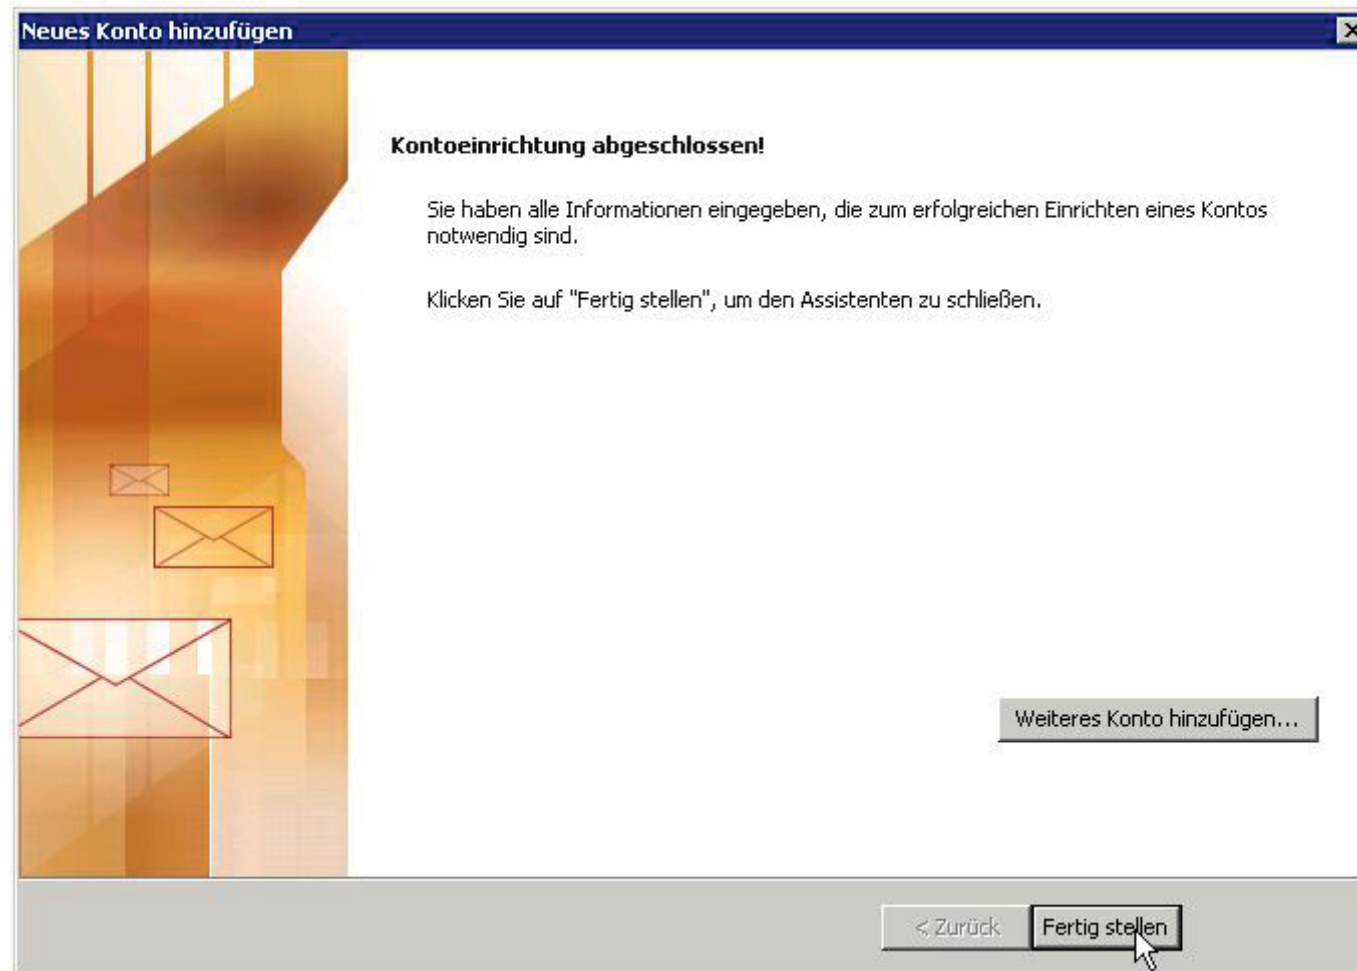 Neues Konto hinzufügen
Kontoeinrichtung abgeschlossen!
Sie haben alle Informationen eingegeben, die zum erfolgreichen Einrichten eines Kontos
notwendig sind.
Klicken Sie auf "Fertig stellen", um den Assistenten zu schließen.
Weiteres Konto hinzufügen...
< Zurück Fertig stellen